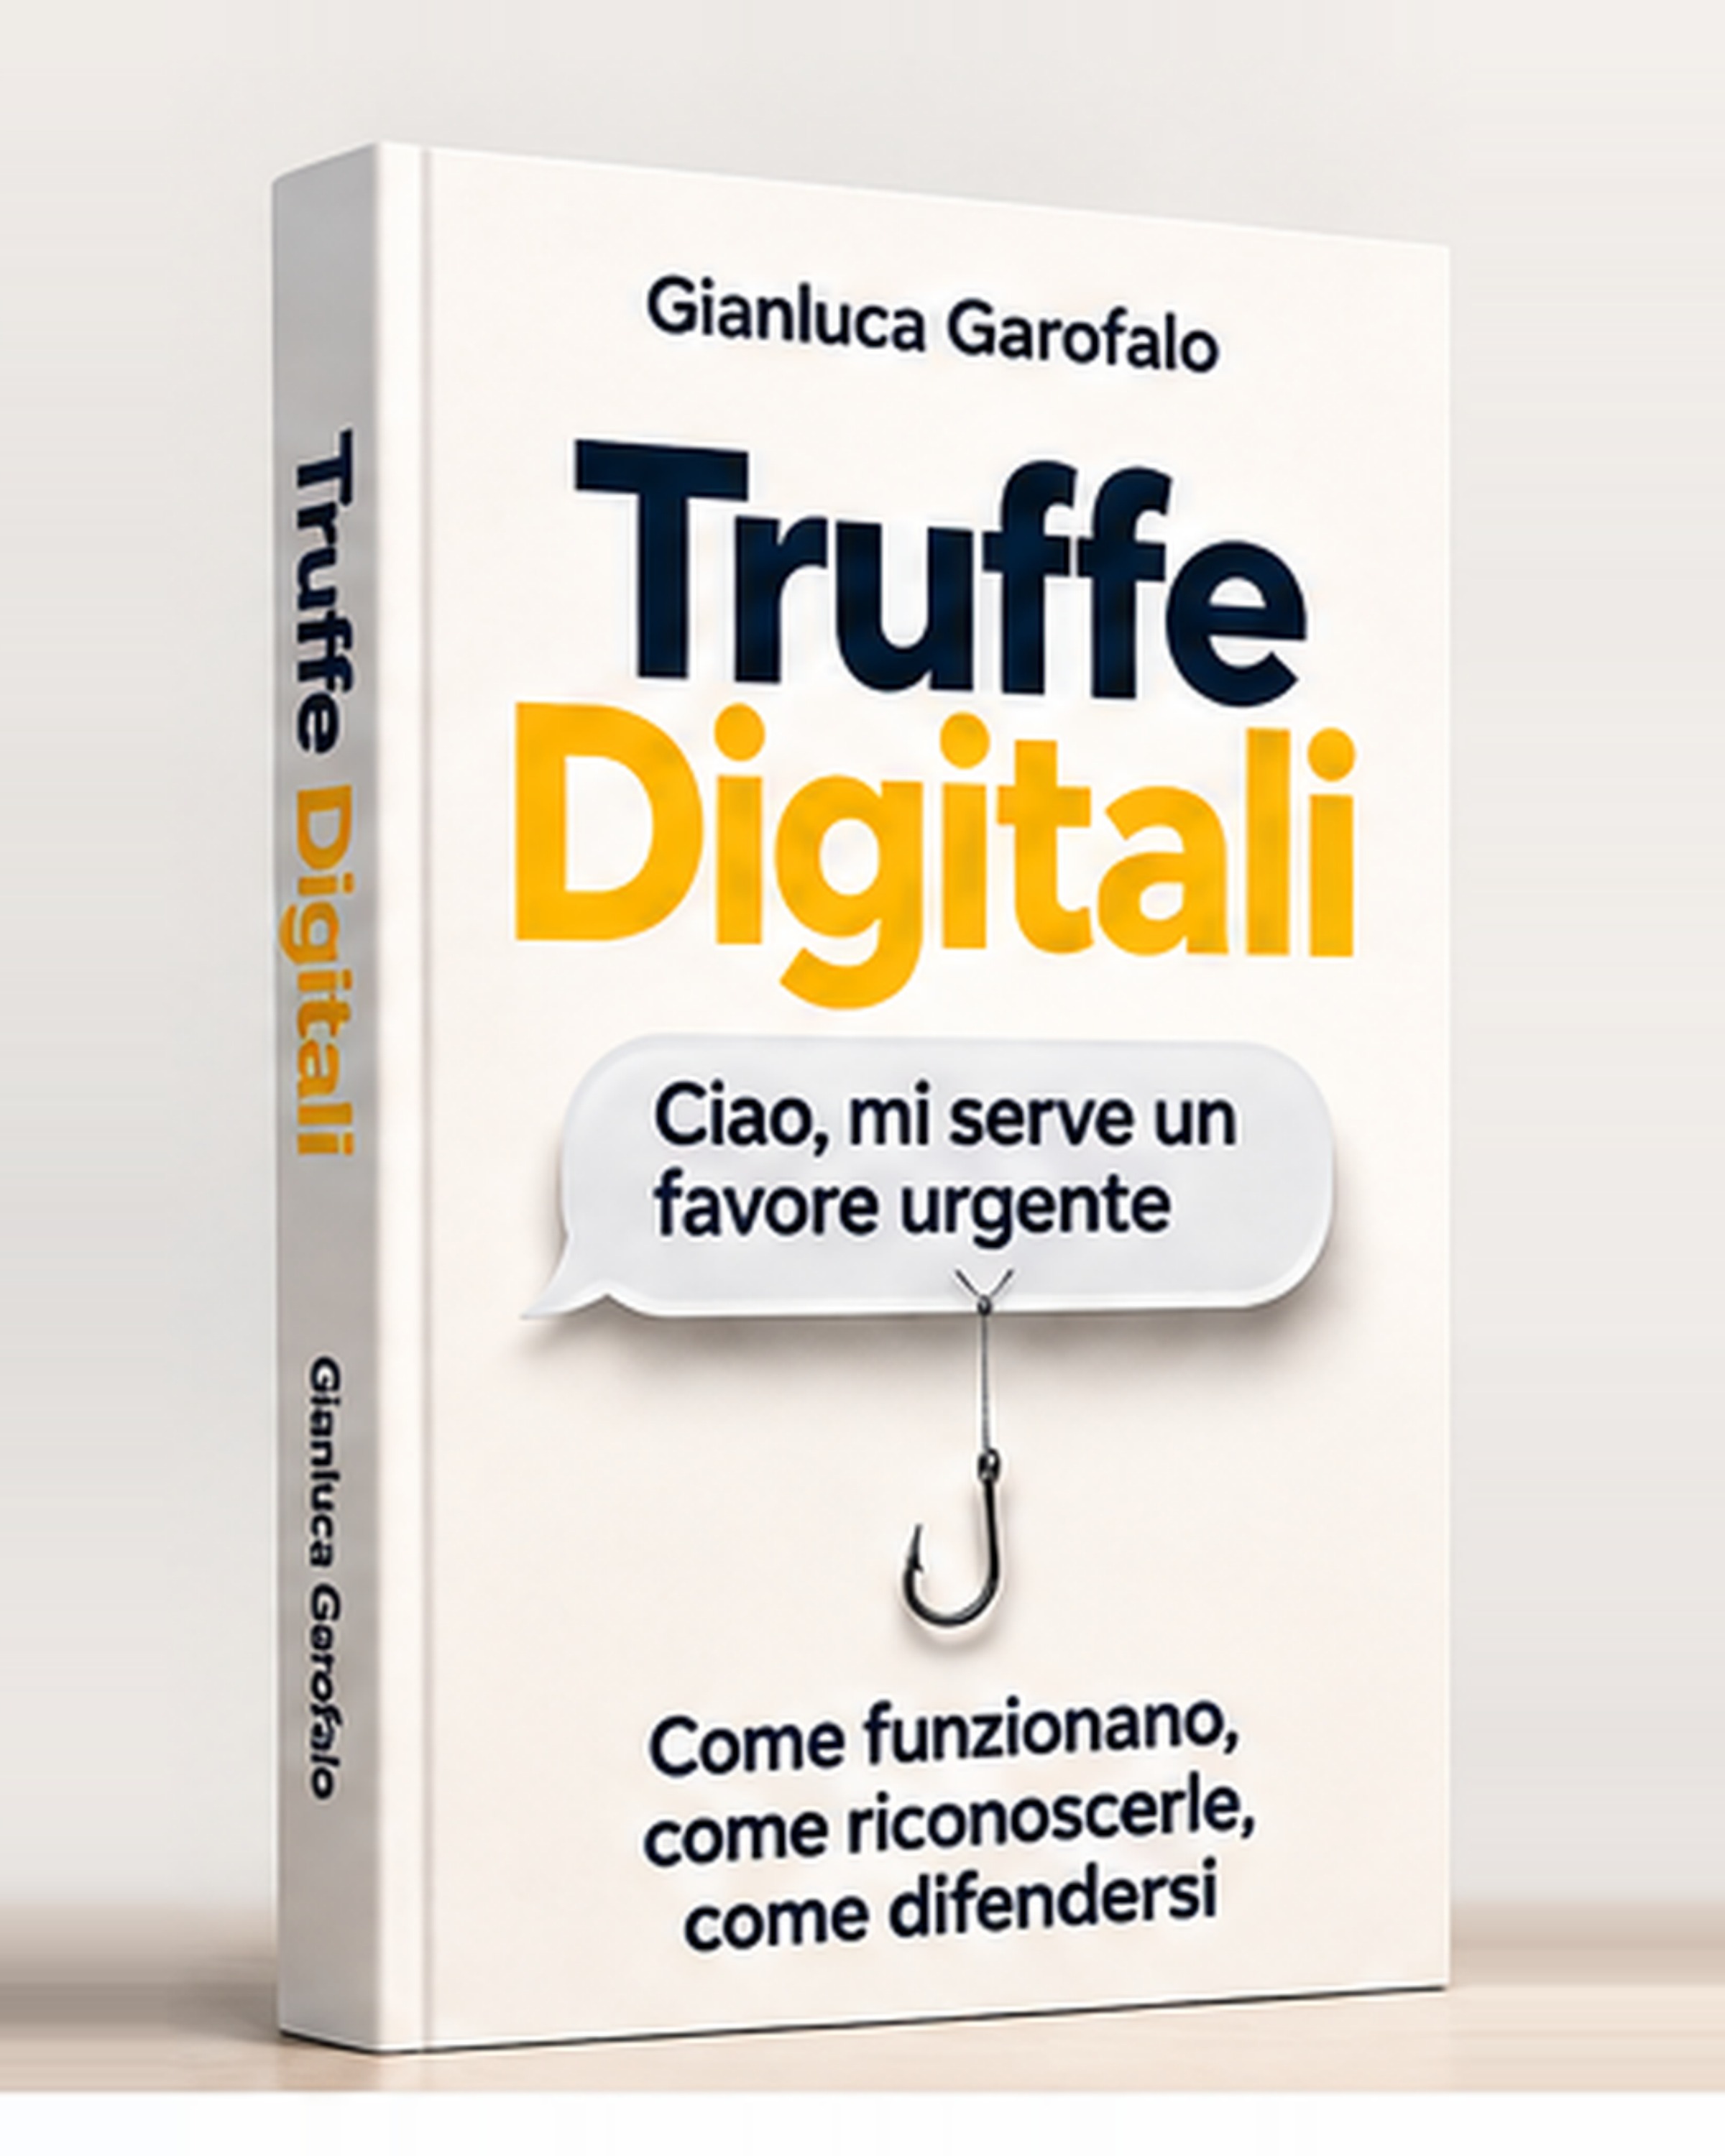 Gianluca Garofalo
Truffe
Digitali
Ciao, mi serve un
favore urgente
Come funzionano,
come riconoscerle,
come difendersi
Truffe Digitali
Gianluca Gorofalo